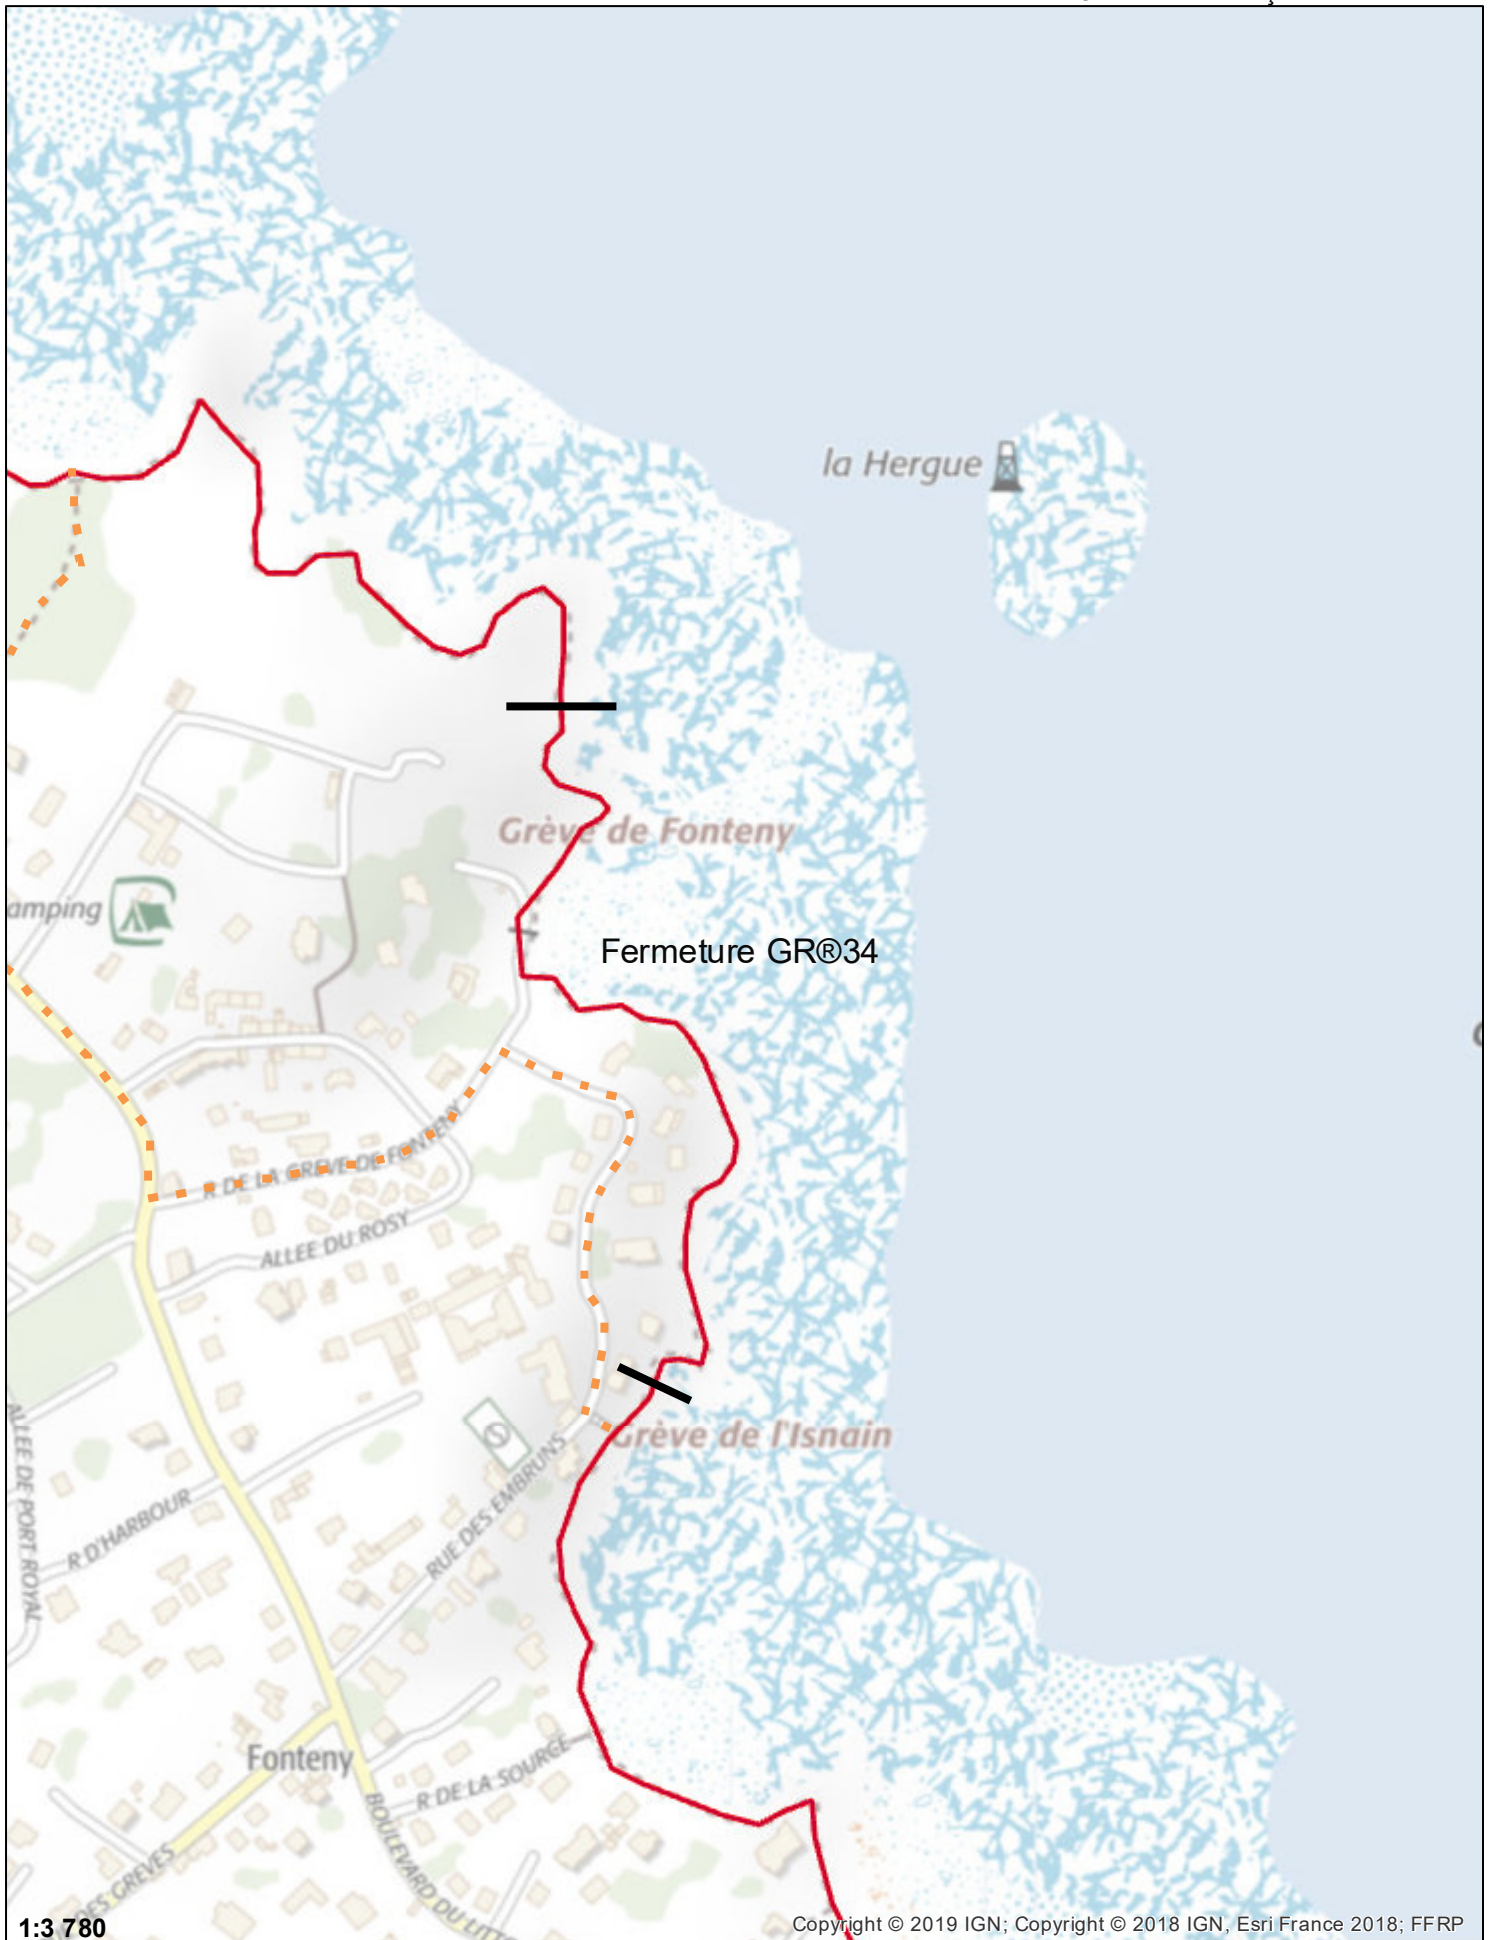 la Hergue
Grève de Fonteny
amping
Fermeture GR®34
R DE LA GREVE DE FONTENY
ALLEE DU ROSY
Grève de l'Isnain
ALLEE DE PORT ROYAL
R D'HARBOUR
RUE DES EMBRUNS
Fonteny
R DE LA SOURCE
BOULEVARD DU LITT
DES GREVES
1:3 780
Copyright © 2019 IGN; Copyright © 2018 IGN, Esri France 2018; FFRP